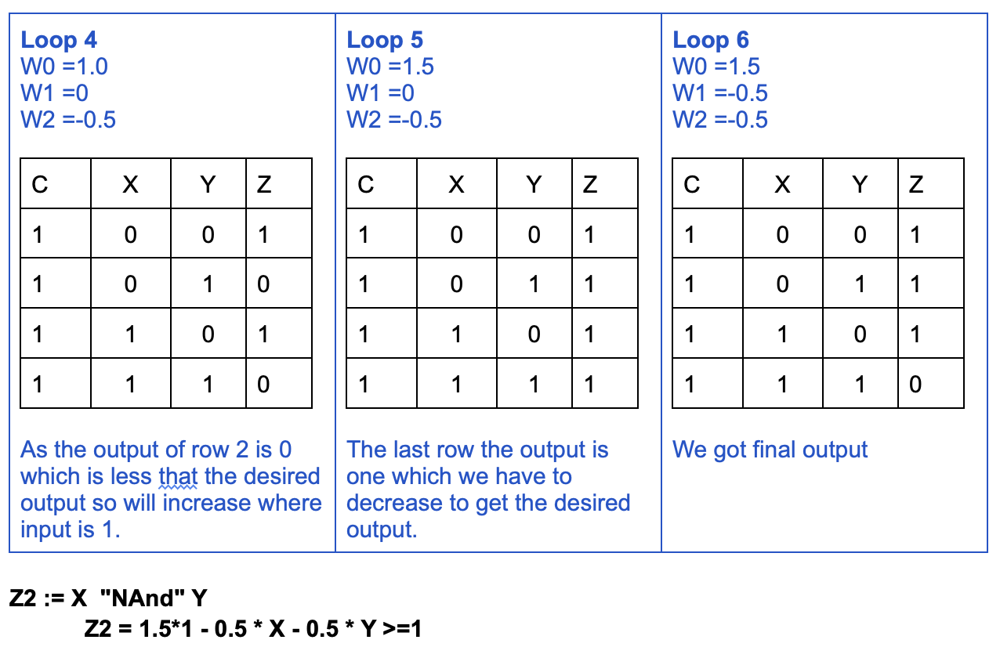 Loop 4
W0 =1.0
W1 =0
W2 =-0.5
C X Y Z
1 0 0 1
1 0 1 0
1 1 0 1
1 1 1 0
As the output of row 2 is 0
which is less that the desired
output so will increase where
input is 1.
Loop 5
W0 =1.5
W1 =0
W2 =-0.5
C X Y Z
1 0 0 1
1 0 1 1
1 1 0 1
1 1 1 1
The last row the output is
one which we have to
decrease to get the desired
output.
Loop 6
W0 =1.5
W1 =-0.5
W2 =-0.5
C X Y Z
1 0 0 1
1 0 1 1
1 1 0 1
1 1 1 0
We got final output
Z2 := X "NAnd" Y
Z2 = 1.5*1 - 0.5 * X - 0.5 * Y >=1